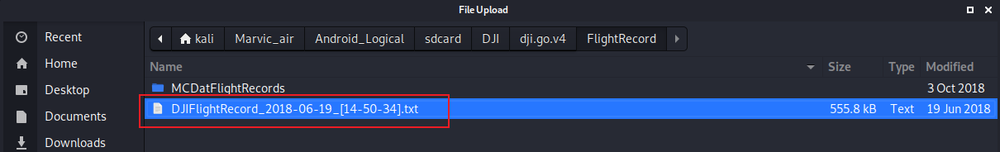 File Upload
Recent
kali Marvic_air Android_Logical sdcard DJI dji.go.v4 FlightRecord
Home
Name Size Type Modified
Desktop
MCDatFlightRecords 3 Oct 2018
Documents
DJIFlightRecord_2018-06-19_[14-50-34].txt 555.8 kB Text 19 Jun 2018
Downloads